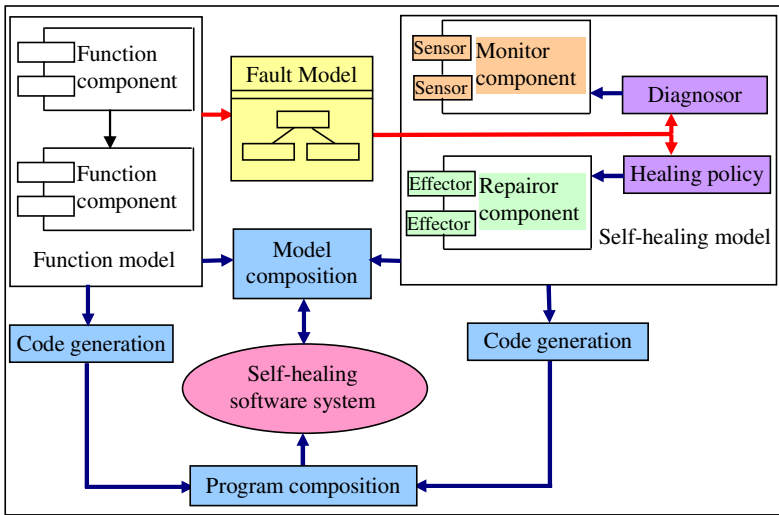 Function
component
Function
component
Function model
Fault Model
Sensor
Sensor
Monitor
component
Diagnosor
Healing policy
Effector
Effector
Repairor
component
Self-healing model
Model
composition
Code generation
Code generation
Self-healing
software system
Program composition